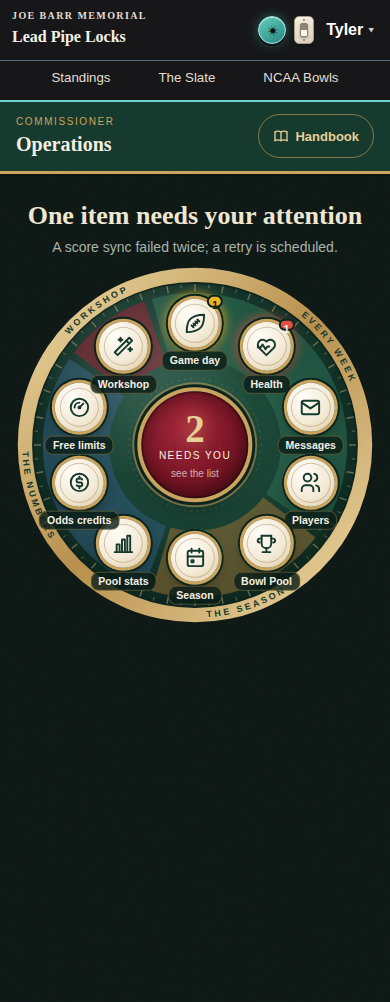 JOE BARR MEMORIAL
Lead Pipe Locks
Tyler
Standings
The Slate
NCAA Bowls
COMMISSIONER
Operations
Handbook
One item needs your attention
A score sync failed twice; a retry is scheduled.
WORKSHOP
EVERY WEEK
1
1
Game day
Workshop
Health
2
NEEDS YOU
see the list
Free limits
Messages
THE NUMBERS
Odds credits
Players
Pool stats
Season
Bowl Pool
THE SEASON